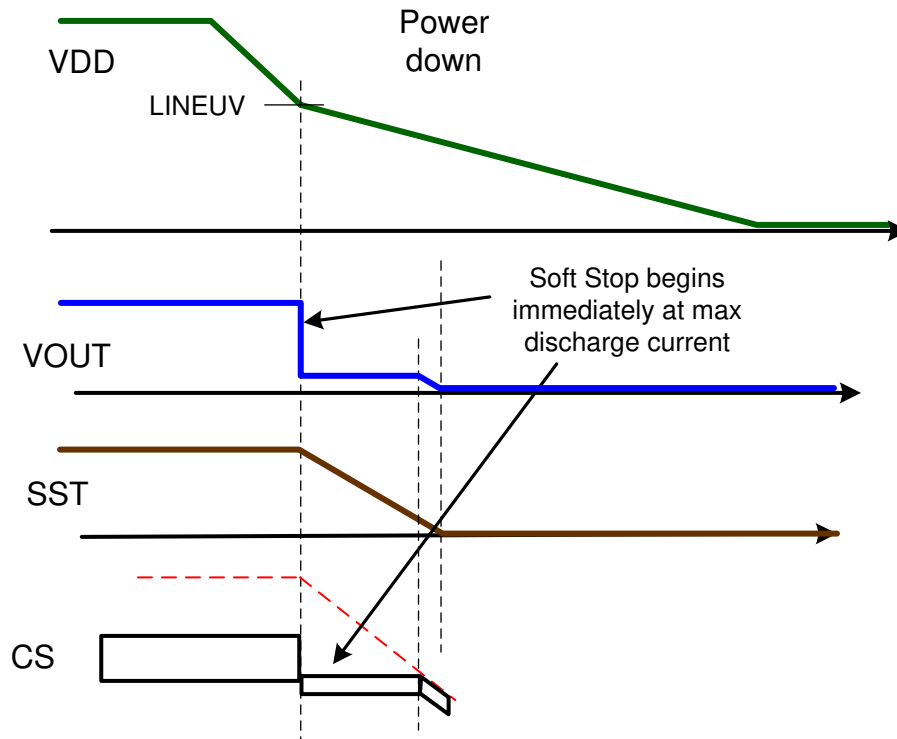 Power
down
VDD
LINEUV
Soft Stop begins
immediately at max
discharge current
VOUT
SST
CS